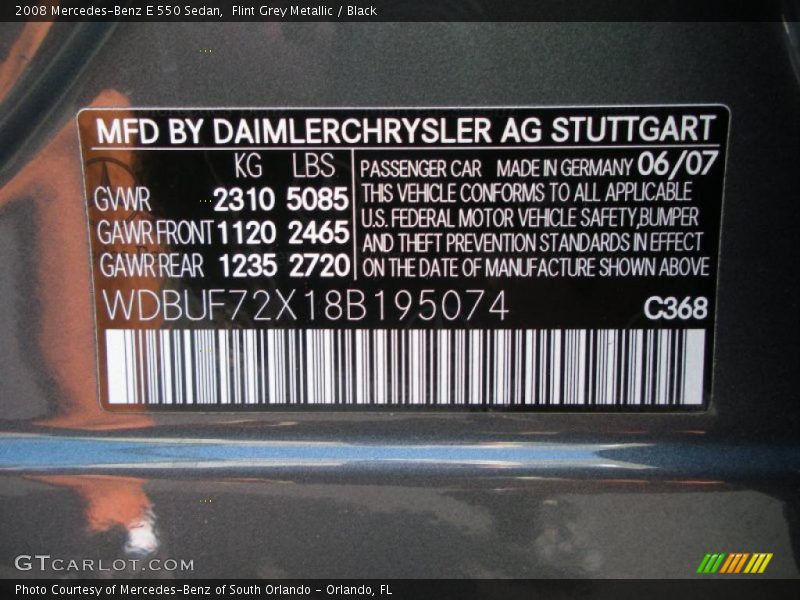 2008 Mercedes-Benz E 550 Sedan,  Flint Grey Metallic / Black
MFD BY DAIMLERCHRYSLER AG STUTTGART
KG LBS
GVWR 2310 5085
GAWR FRONT 1120 2465
GAWR REAR 1235 2720
PASSENGER CAR MADE IN GERMANY 06/07
THIS VEHICLE CONFORMS TO ALL APPLICABLE
U.S. FEDERAL MOTOR VEHICLE SAFETY,BUMPER
AND THEFT PREVENTION STANDARDS IN EFFECT
ON THE DATE OF MANUFACTURE SHOWN ABOVE
WDBUF72X18B195074 C368
GTCARLOT.COM
Photo Courtesy of Mercedes-Benz of South Orlando - Orlando, FL